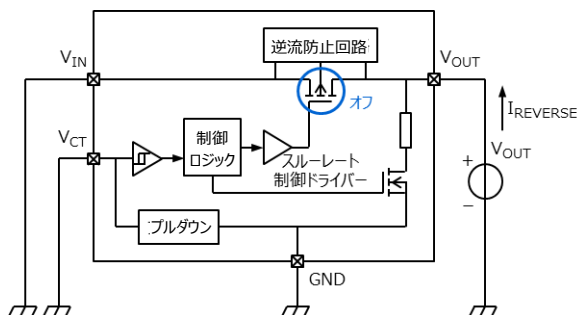 逆流防止回路
VIN
VOUT
オフ
IREVERSE
VCT
制御
ロジック
スルーレート
制御ドライバー
VOUT
+
−
プルダウン
GND